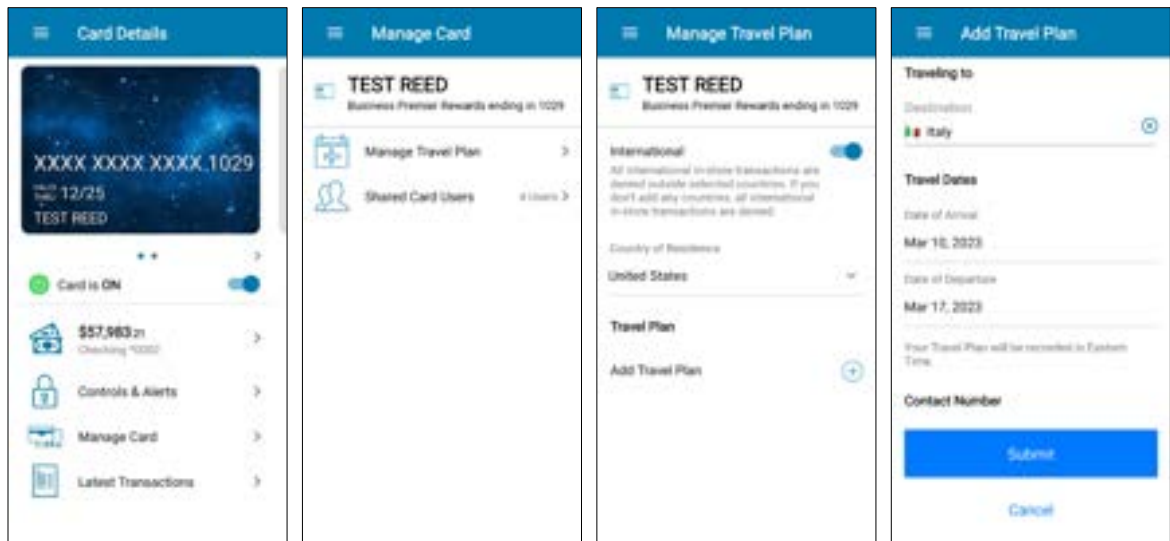 Card Details
XXXX XXXX XXXX 1029
VALID THRU 12/25
TEST REED
Card is ON
$57,983.21
Checking *0002
Controls & Alerts
Manage Card
Latest Transactions
Manage Card
TEST REED
Business Premier Rewards ending in 1029
Manage Travel Plan
Shared Card Users 4 Users
Manage Travel Plan
TEST REED
Business Premier Rewards ending in 1029
International
All international in-store transactions are
denied outside selected countries. If you
don't add any countries, all international
in-store transactions are denied.
Country of Residence
United States
Travel Plan
Add Travel Plan
Add Travel Plan
Traveling to
Destination
Italy
Travel Dates
Date of Arrival
Mar 10, 2023
Date of Departure
Mar 17, 2023
Your Travel Plan will be recorded in Eastern
Time.
Contact Number
Submit
Cancel